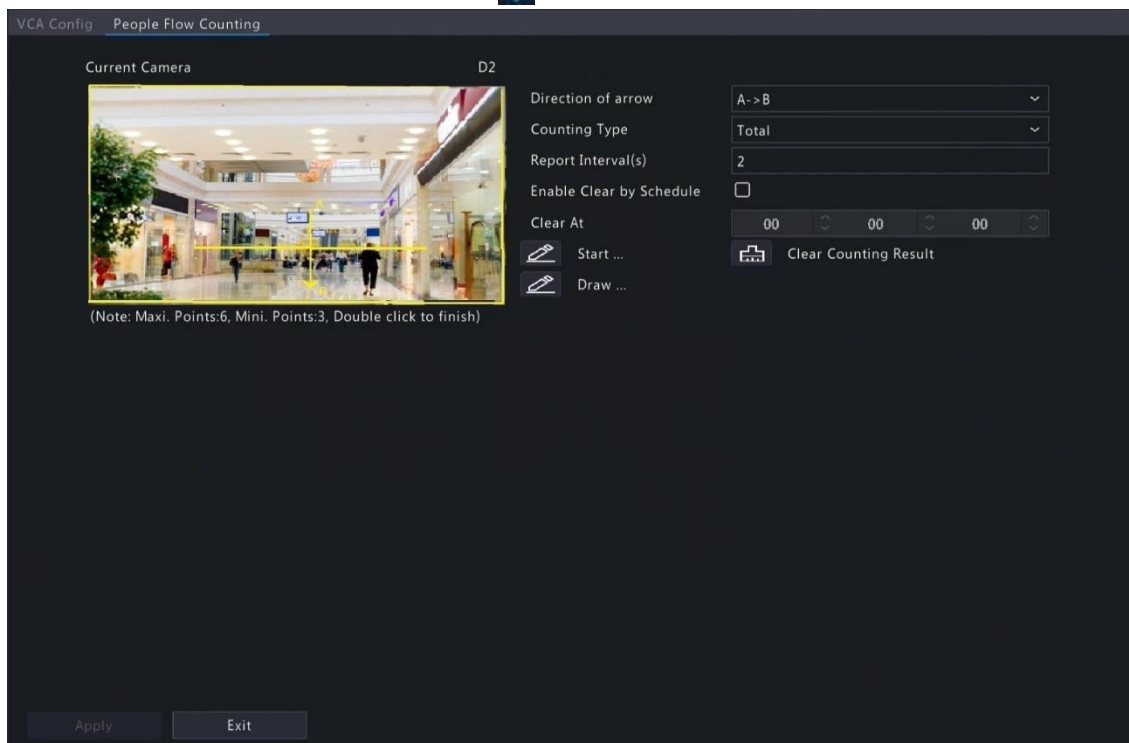 VCA Config People Flow Counting
Current Camera D2
Direction of arrow A->B
Counting Type Total
Report Interval(s) 2
Enable Clear by Schedule
Clear At 00 00 00
Start ... Clear Counting Result
Draw ...
A
B
(Note: Maxi. Points:6, Mini. Points:3, Double click to finish)
Apply Exit